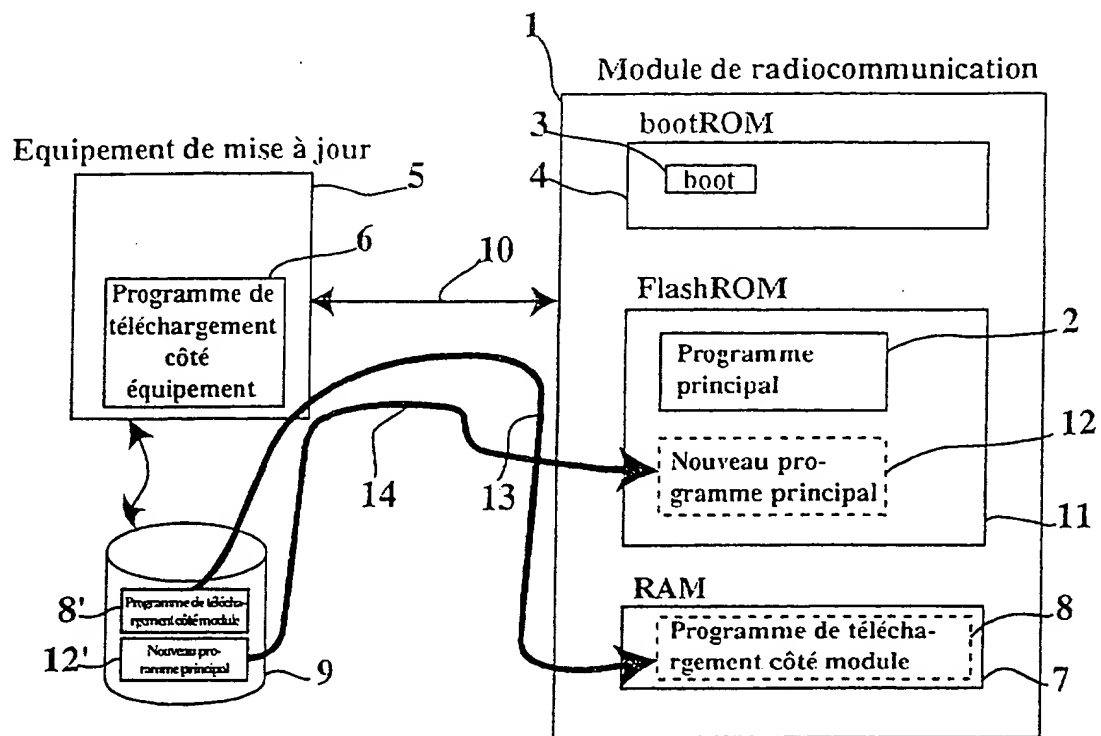 1
Module de radiocommunication
bootROM
3
boot
4
Equipement de mise à jour
5
6
Programme de
téléchargement
côté
équipement
10
FlashROM
2
Programme
principal
12
Nouveau pro-
gramme principal
11
14
13
RAM
8
Programme de télécha-
rgement côté module
7
8'
Programme de télécha-
rgement côté module
12'
Nouveau pro-
ramme principal
9